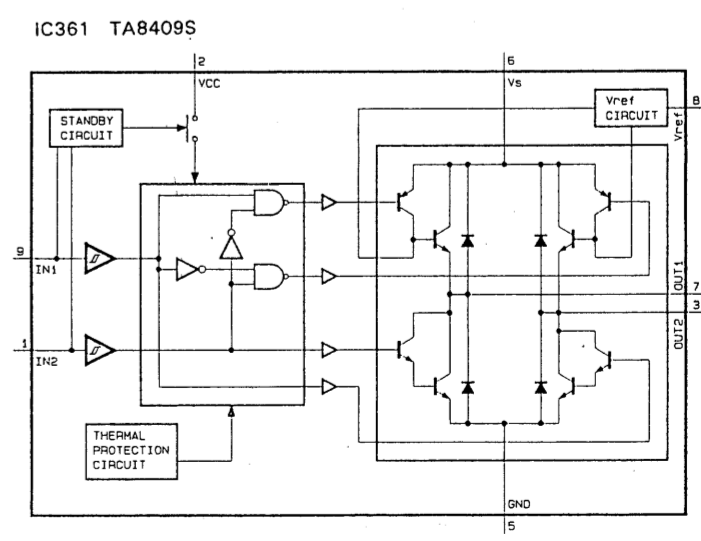 iC361 TA8409S
2
VCC
6
Vs
STANDBY
CIRCUIT
Vref
CIRCUIT
8
Vref
9
IN1
1
IN2
OUT1
7
3
OUT2
THERMAL
PROTECTION
CIRCUIT
GND
5